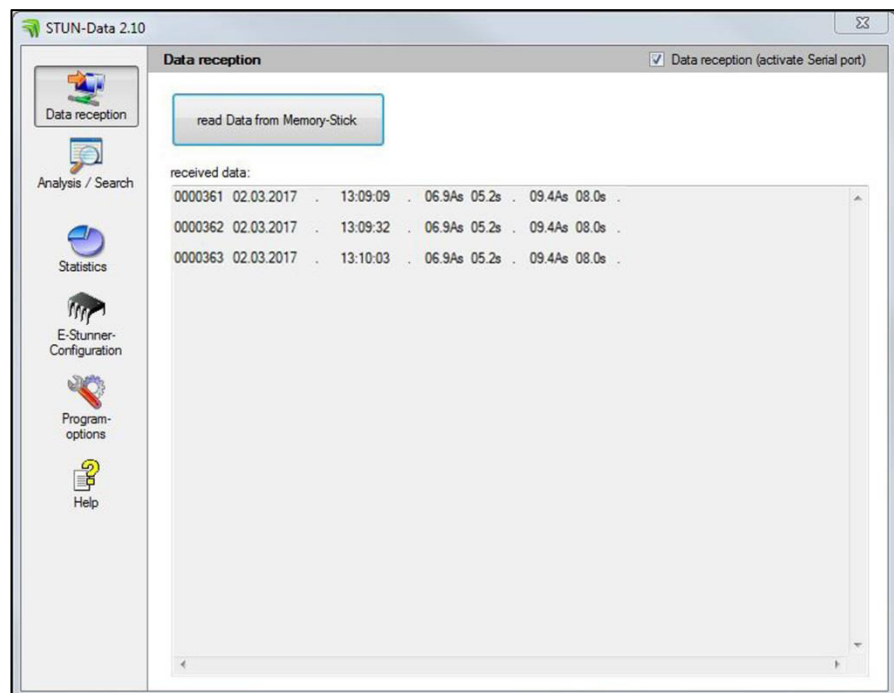 STUN-Data 2.10
Data reception
Data reception (activate Serial port)
Data reception
Analysis / Search
Statistics
E-Stunner-
Configuration
Program-
options
Help
read Data from Memory-Stick
received data:
0000361 02.03.2017 . 13:09:09 . 06.9As 05.2s . 09.4As 08.0s .
0000362 02.03.2017 . 13:09:32 . 06.9As 05.2s . 09.4As 08.0s .
0000363 02.03.2017 . 13:10:03 . 06.9As 05.2s . 09.4As 08.0s .